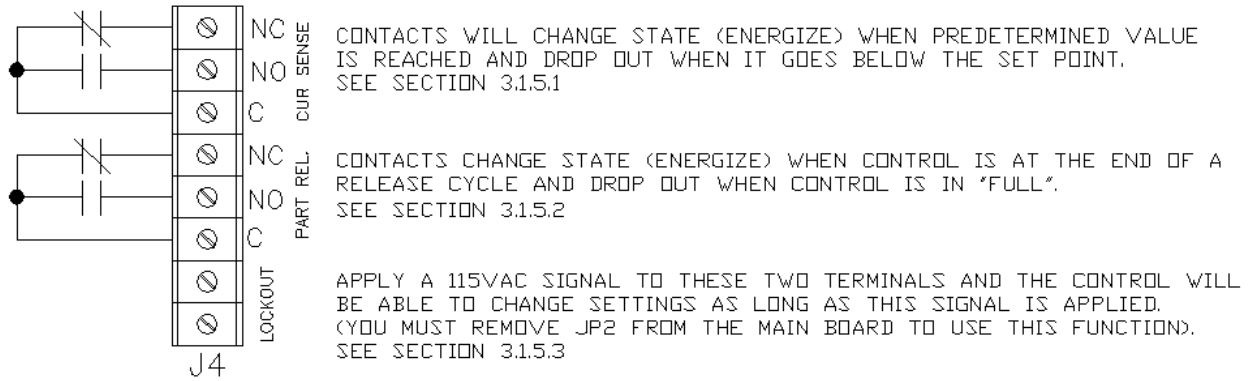 NC
NO
C
CUR SENSE
CONTACTS WILL CHANGE STATE (ENERGIZE) WHEN PREDETERMINED VALUE
IS REACHED AND DROP OUT WHEN IT GOES BELOW THE SET POINT.
SEE SECTION 3.1.5.1
NC
NO
C
PART REL.
CONTACTS CHANGE STATE (ENERGIZE) WHEN CONTROL IS AT THE END OF A
RELEASE CYCLE AND DROP OUT WHEN CONTROL IS IN "FULL".
SEE SECTION 3.1.5.2
LOCKOUT
APPLY A 115VAC SIGNAL TO THESE TWO TERMINALS AND THE CONTROL WILL
BE ABLE TO CHANGE SETTINGS AS LONG AS THIS SIGNAL IS APPLIED.
(YOU MUST REMOVE JP2 FROM THE MAIN BOARD TO USE THIS FUNCTION).
SEE SECTION 3.1.5.3
J4